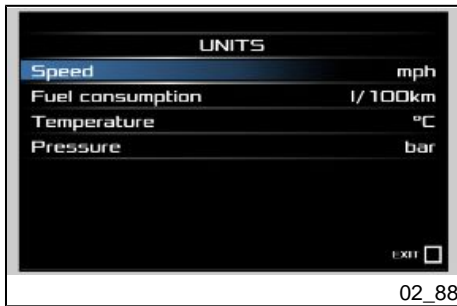 UNITS
Speed mph
Fuel consumption l/100km
Temperature °C
Pressure bar
EXIT
02_88